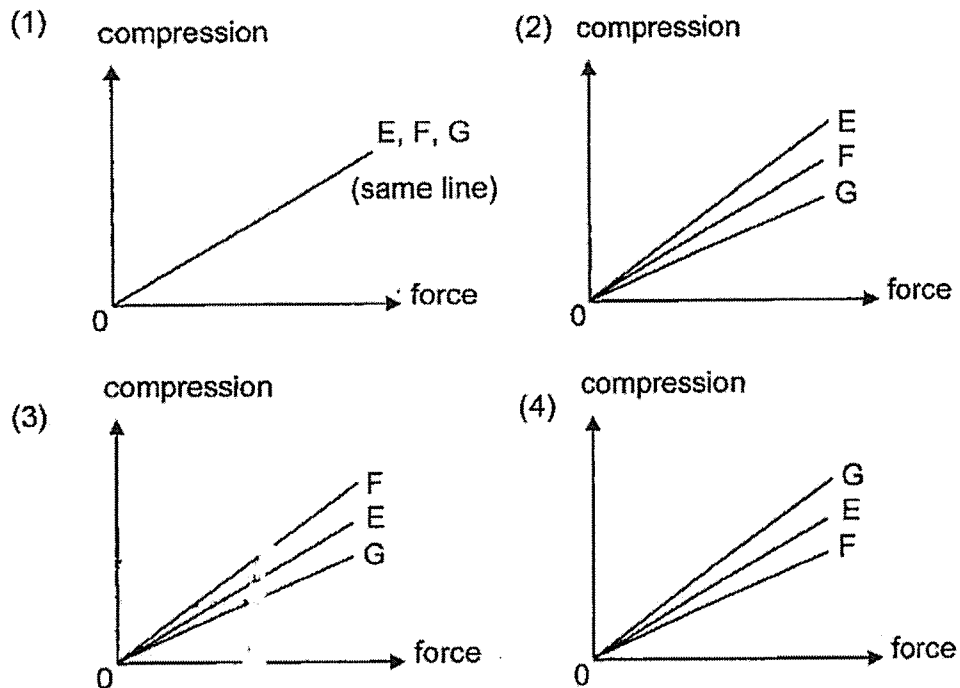 (1)
compression
E, F, G
(same line)
force
0
(2)
compression
E
F
G
force
0
(3)
compression
F
E
G
force
0
(4)
compression
G
E
F
force
0